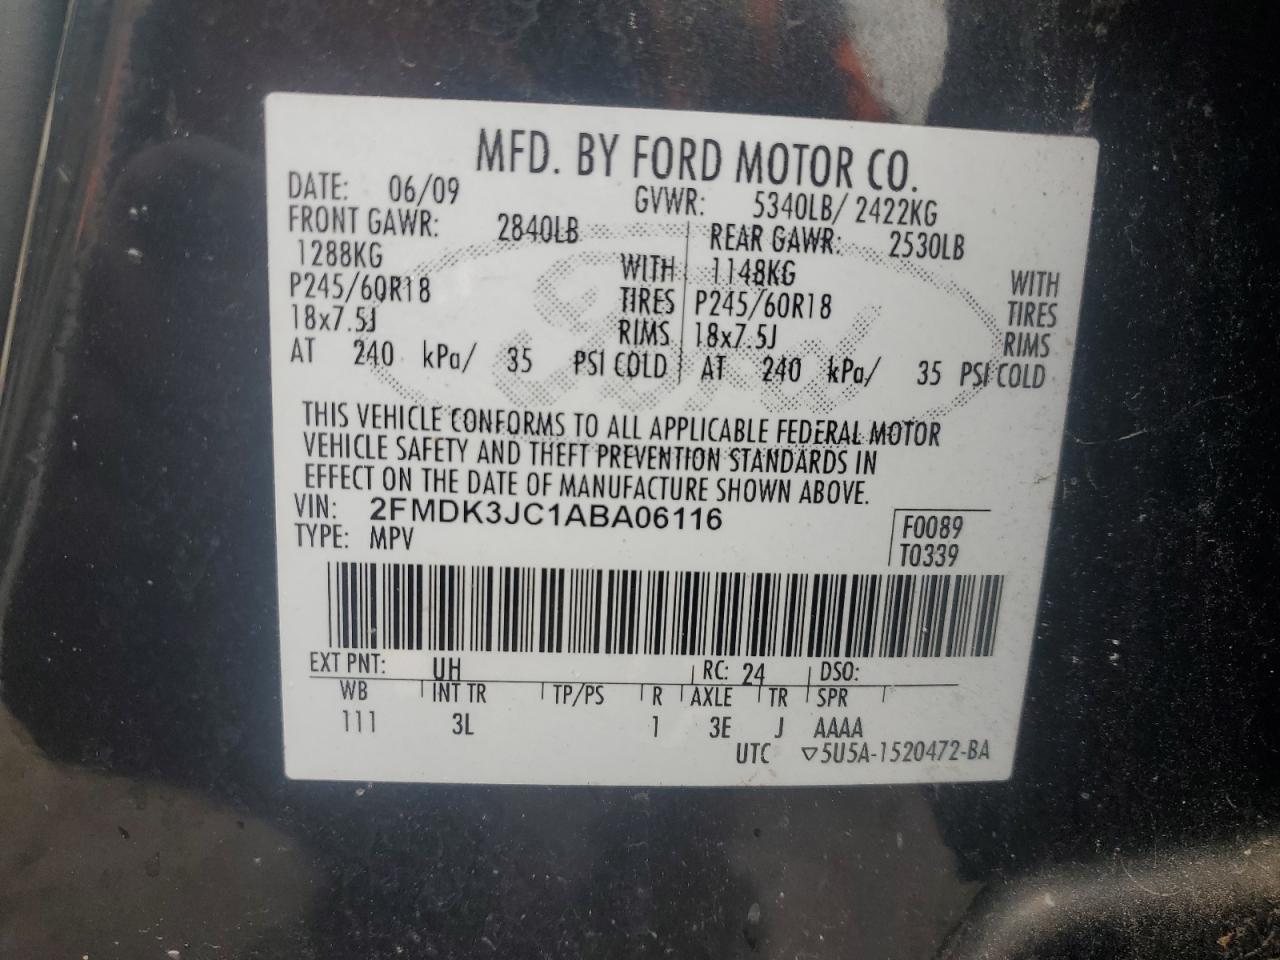 MFD. BY FORD MOTOR CO.
DATE: 06/09 GVWR: 5340LB/ 2422KG
FRONT GAWR: 2840LB REAR GAWR: 2530LB
1288KG WITH 1148KG WITH
P245/60R18 TIRES P245/60R18 TIRES
18x7.5J RIMS 18x7.5J RIMS
AT 240 kPa/ 35 PSI COLD AT 240 kPa/ 35 PSI COLD
THIS VEHICLE CONFORMS TO ALL APPLICABLE FEDERAL MOTOR
VEHICLE SAFETY AND THEFT PREVENTION STANDARDS IN
EFFECT ON THE DATE OF MANUFACTURE SHOWN ABOVE.
VIN: 2FMDK3JC1ABA06116
TYPE: MPV
F0089
T0339
EXT PNT: UH RC: 24 DSO:
WB INT TR TP/PS R AXLE TR SPR
111 3L 1 3E J AAAA
UTC ▽5U5A-1520472-BA
Ford